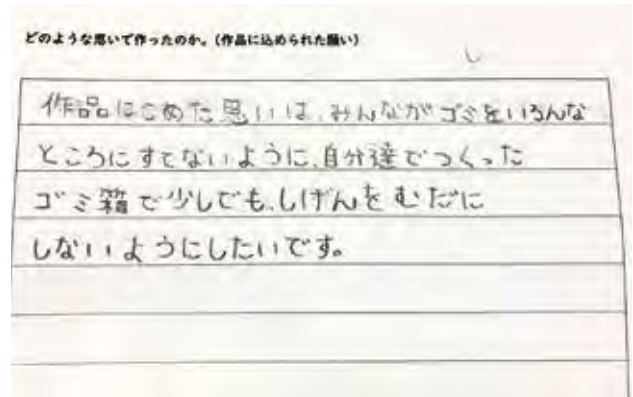 どのような思いで作ったのか。(作品に込められた願い)
作品にこめた思いは、みんながゴミをいろんな
ところにすてないように、自分達でつくった
ゴミ箱で少しでも、しげんをむだに
しないようにしたいです。